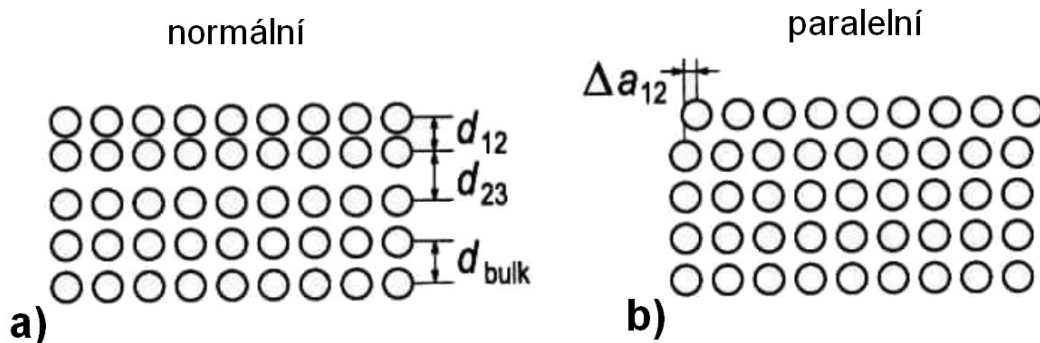 normální
d12
d23
dbulk
a)
paralelní
Δa12
b)